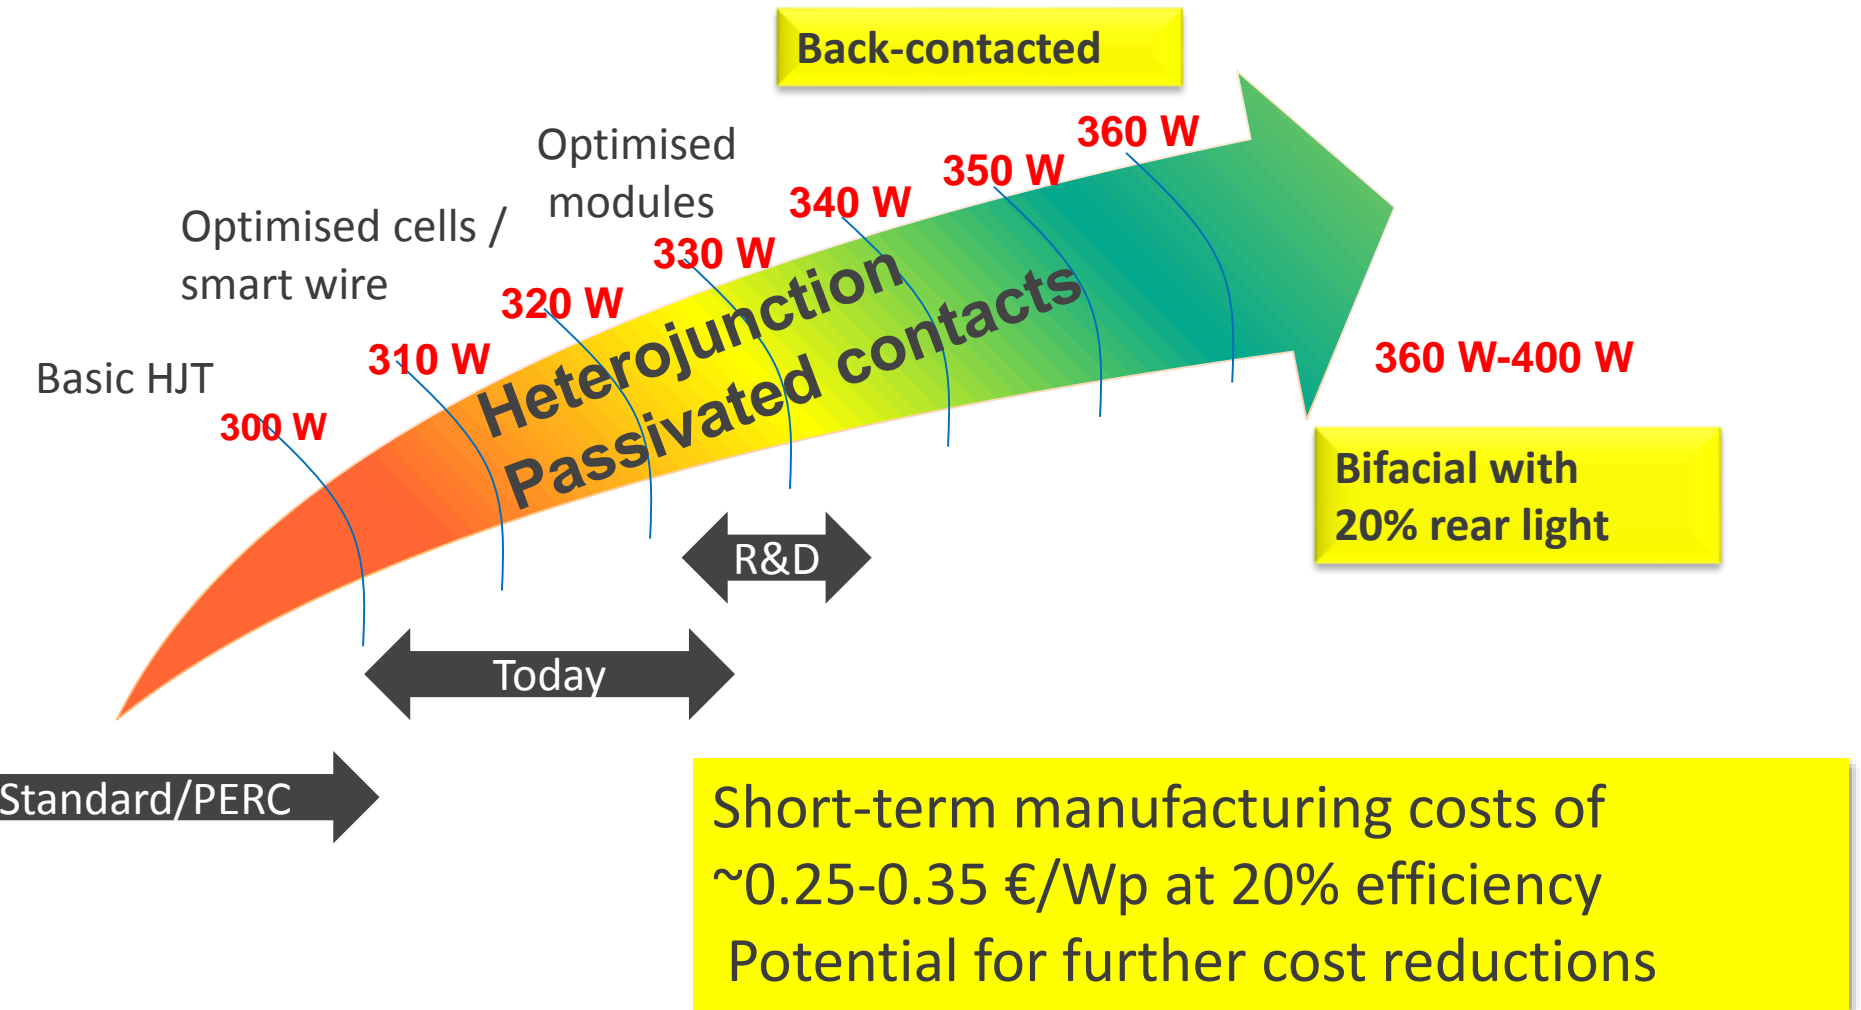 Back-contacted
360 W
Optimised
modules
350 W
340 W
Optimised cells /
smart wire
330 W
320 W
Heterojunction
Passivated contacts
310 W
360 W-400 W
Basic HJT
300 W
Bifacial with
20% rear light
R&D
Today
Standard/PERC
Short-term manufacturing costs of
~0.25-0.35 €/Wp at 20% efficiency
Potential for further cost reductions